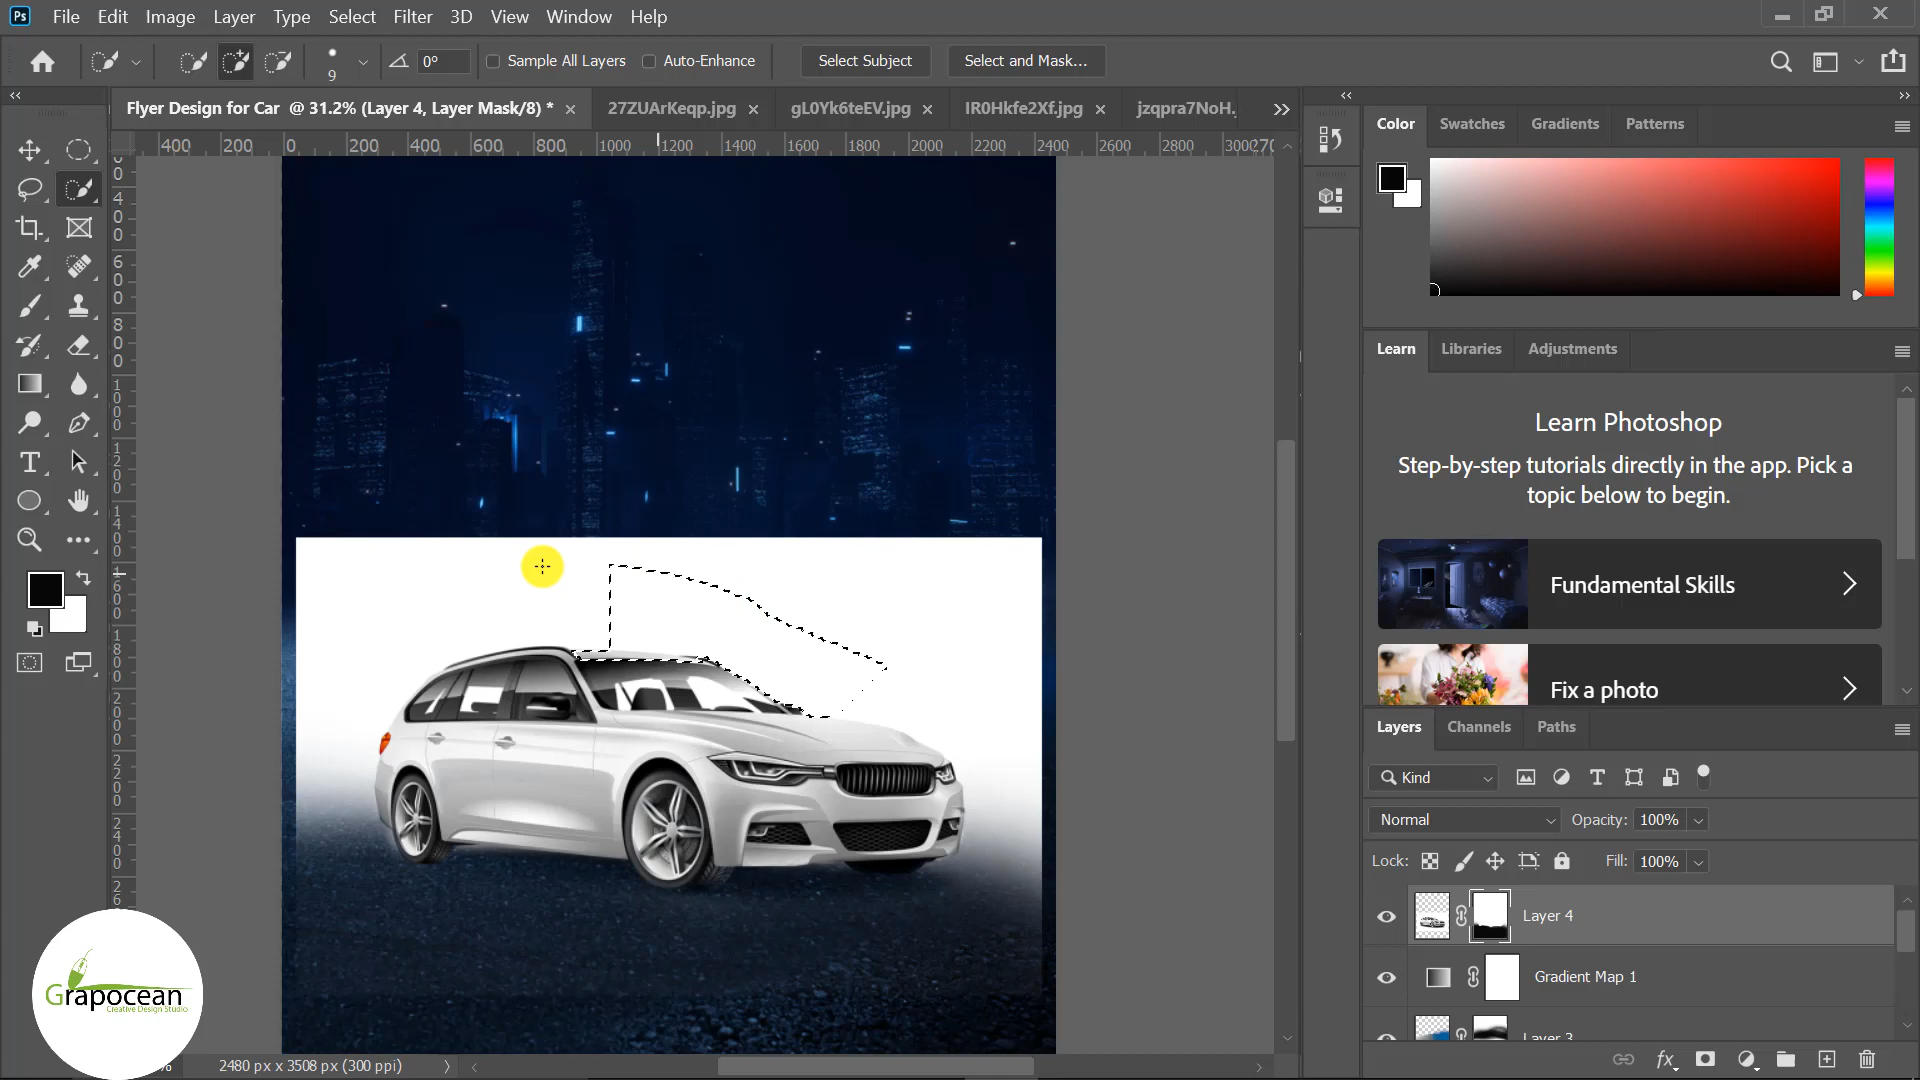 Ps File Edit Image Layer Type Select Filter 3D View Window Help
9 0° Sample All Layers Auto-Enhance Select Subject Select and Mask...
Flyer Design for Car @ 31.2% (Layer 4, Layer Mask/8) * 27ZUArKeqp.jpg gL0Yk6teEV.jpg IR0Hkfe2Xf.jpg jzqpra7NoH.
400 200 0 200 400 600 800 1000 1200 1400 1600 1800 2000 2200 2400 2600 2800 3000
Color Swatches Gradients Patterns
Learn Libraries Adjustments
Learn Photoshop
Step-by-step tutorials directly in the app. Pick a
topic below to begin.
Fundamental Skills
Fix a photo
Layers Channels Paths
Kind
Normal Opacity: 100%
Lock: Fill: 100%
Layer 4
Gradient Map 1
Layer 3
fx
Grapocean
Creative Design Studio
% 2480 px x 3508 px (300 ppi)